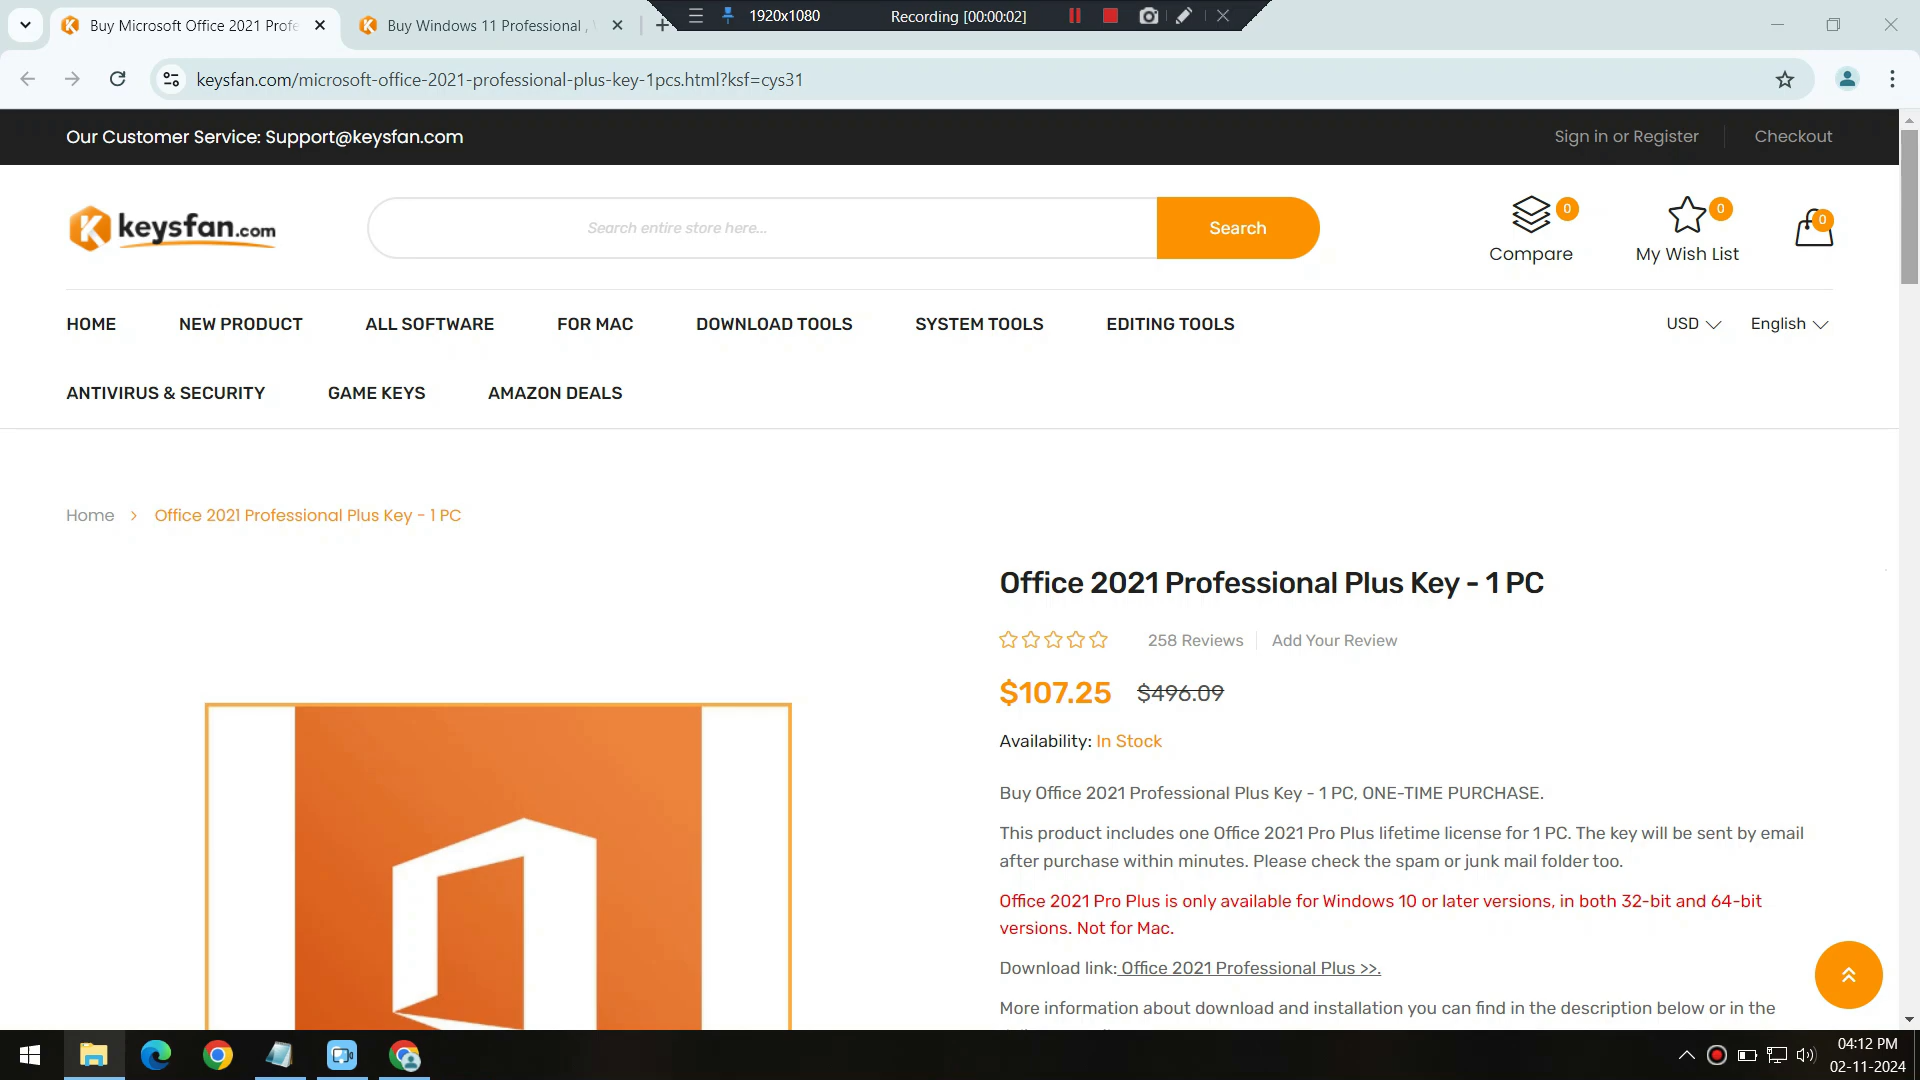 Buy Microsoft Office 2021 Profe
Buy Windows 11 Professional ,
1920x1080
Recording [00:00:02]
keysfan.com/microsoft-office-2021-professional-plus-key-1pcs.html?ksf=cys31
Our Customer Service: Support@keysfan.com
Sign in or Register
Checkout
keysfan.com
Search entire store here...
Search
0
Compare
0
My Wish List
0
HOME
NEW PRODUCT
ALL SOFTWARE
FOR MAC
DOWNLOAD TOOLS
SYSTEM TOOLS
EDITING TOOLS
USD
English
ANTIVIRUS & SECURITY
GAME KEYS
AMAZON DEALS
Home > Office 2021 Professional Plus Key - 1 PC
Office 2021 Professional Plus Key - 1 PC
258 Reviews
Add Your Review
$107.25 $496.09
Availability: In Stock
Buy Office 2021 Professional Plus Key - 1 PC, ONE-TIME PURCHASE.
This product includes one Office 2021 Pro Plus lifetime license for 1 PC. The key will be sent by email
after purchase within minutes. Please check the spam or junk mail folder too.
Office 2021 Pro Plus is only available for Windows 10 or later versions, in both 32-bit and 64-bit
versions. Not for Mac.
Download link: Office 2021 Professional Plus >>.
More information about download and installation you can find in the description below or in the
04:12 PM
02-11-2024